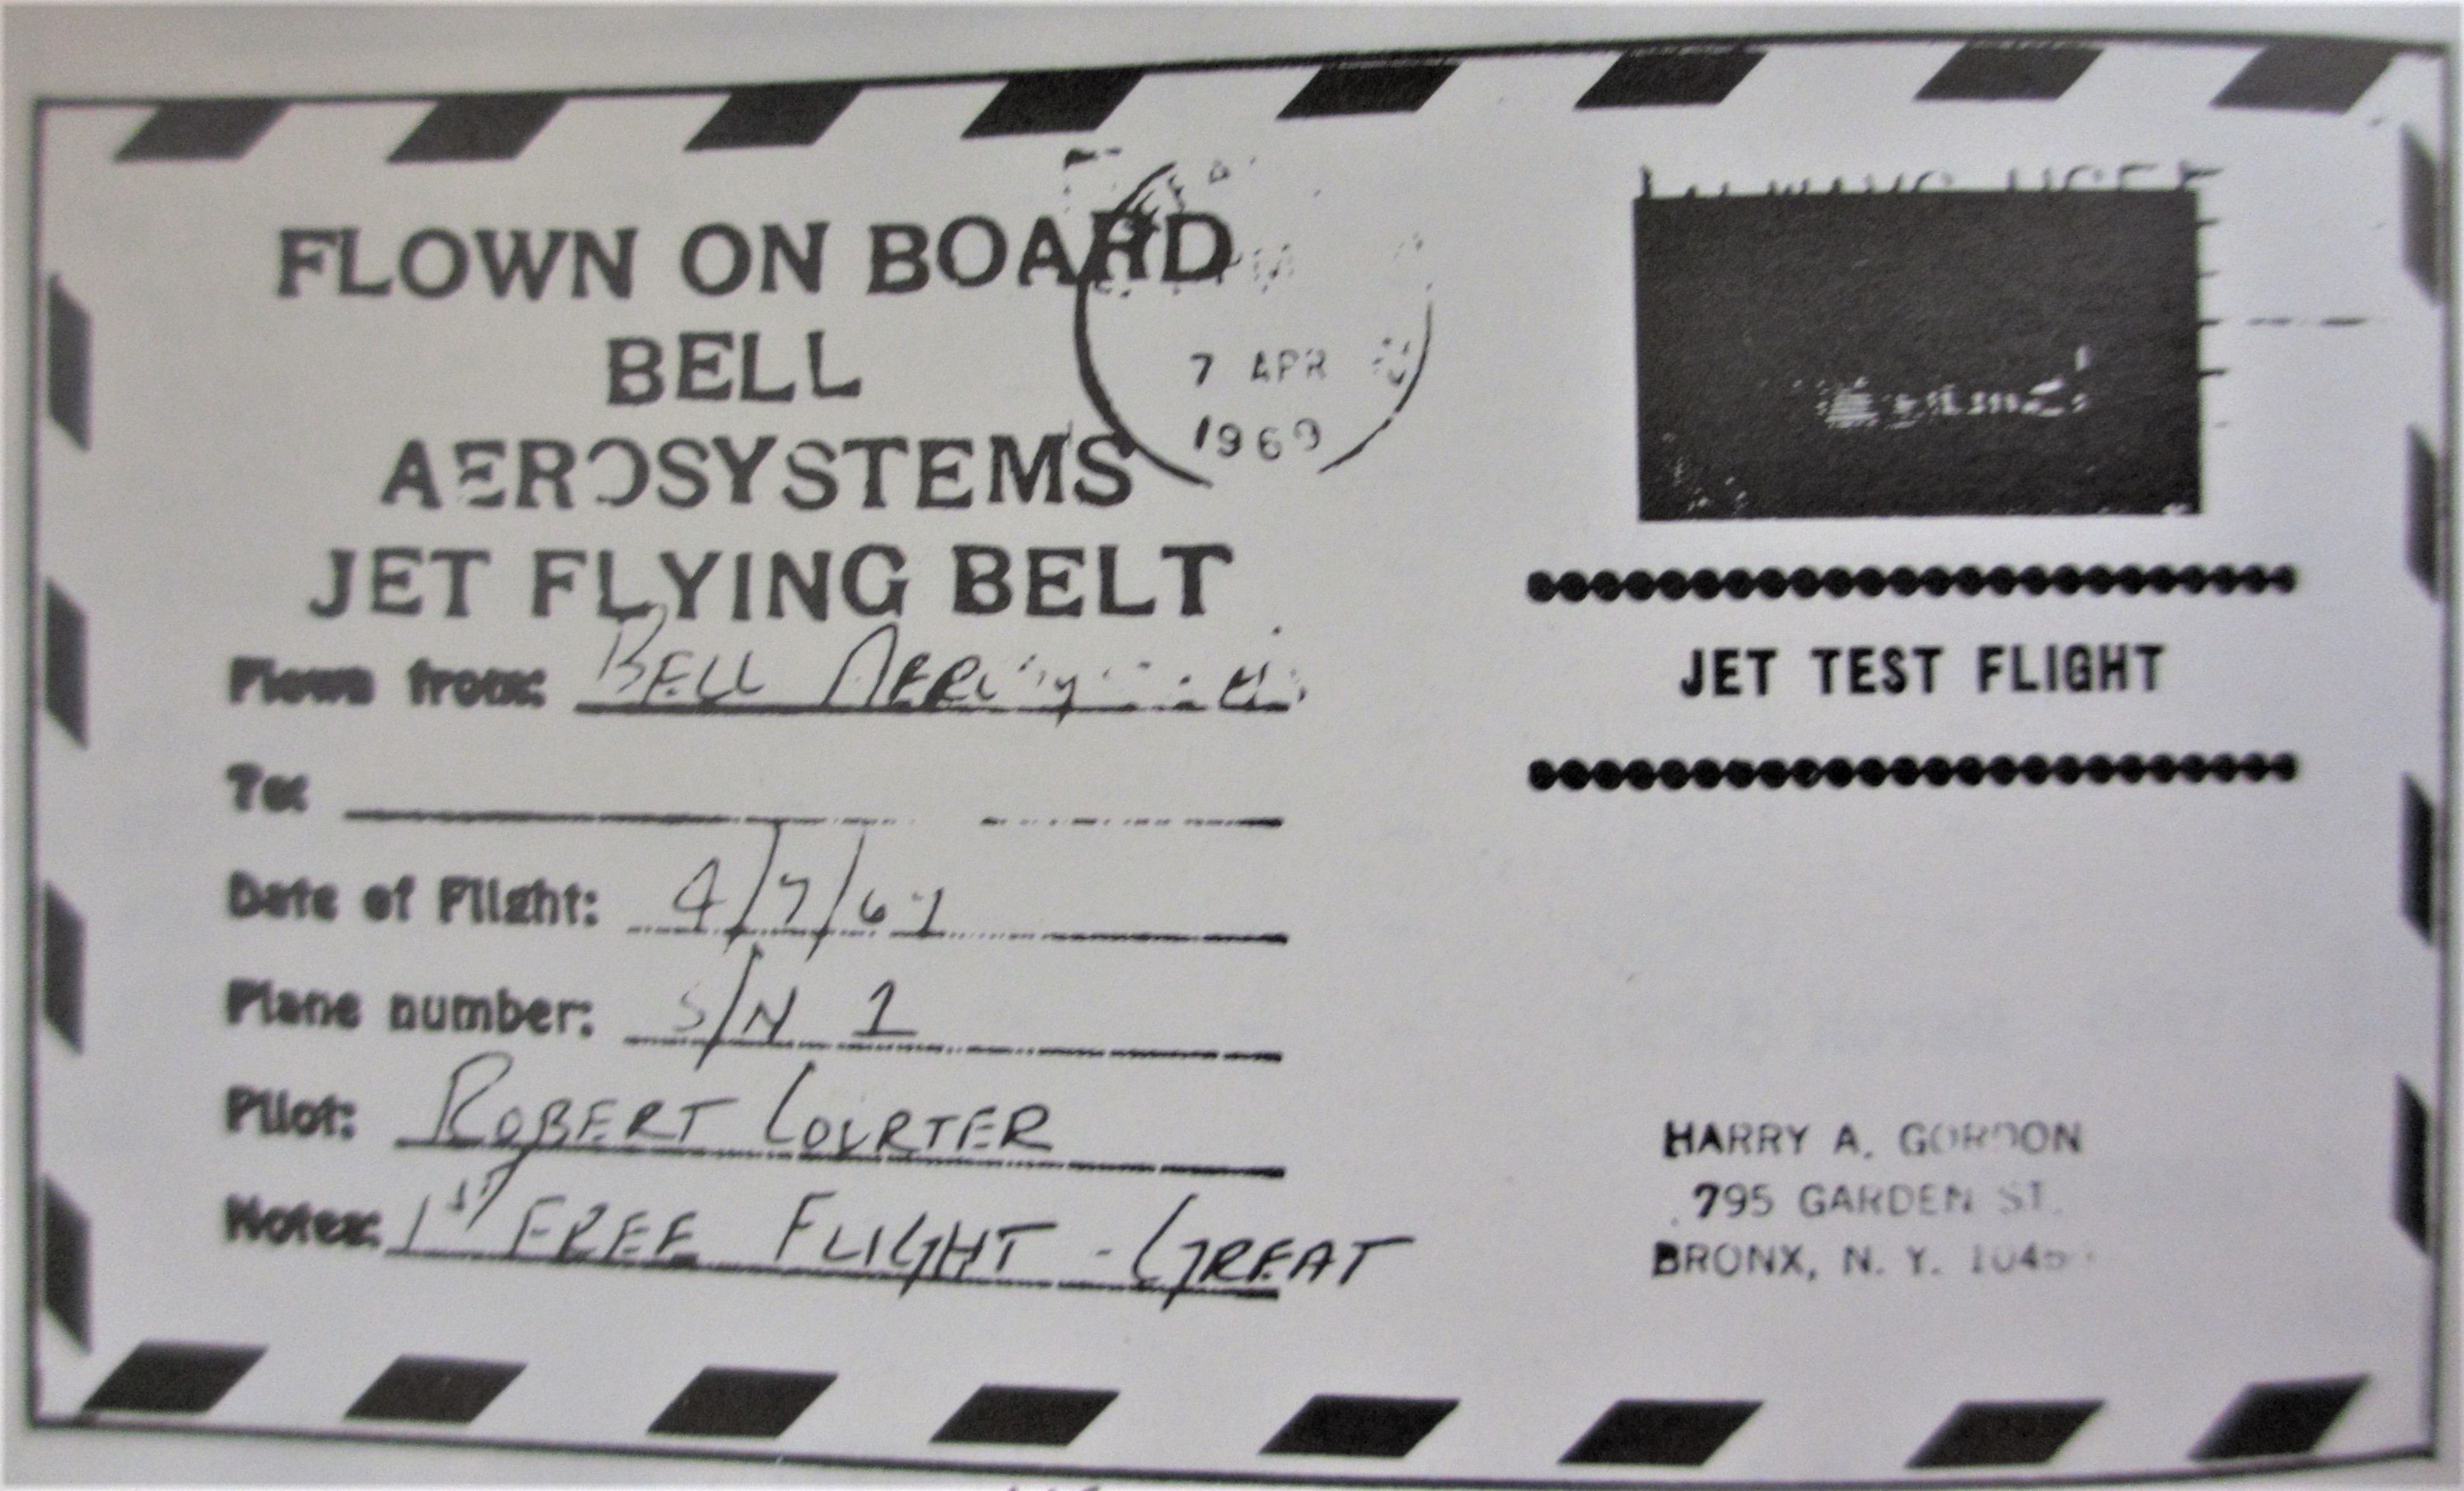 FLOWN ON BOARD
BELL
AEROSYSTEMS
JET FLYING BELT
7 APR
1969
Flown from: BELL
To:
Date of Flight: 4/7/69
Plane number: S/N 1
Pilot: ROBERT COURTER
Notes: 1ST FREE FLIGHT - GREAT
JET TEST FLIGHT
HARRY A. GORDON
795 GARDEN ST.
BRONX, N. Y.